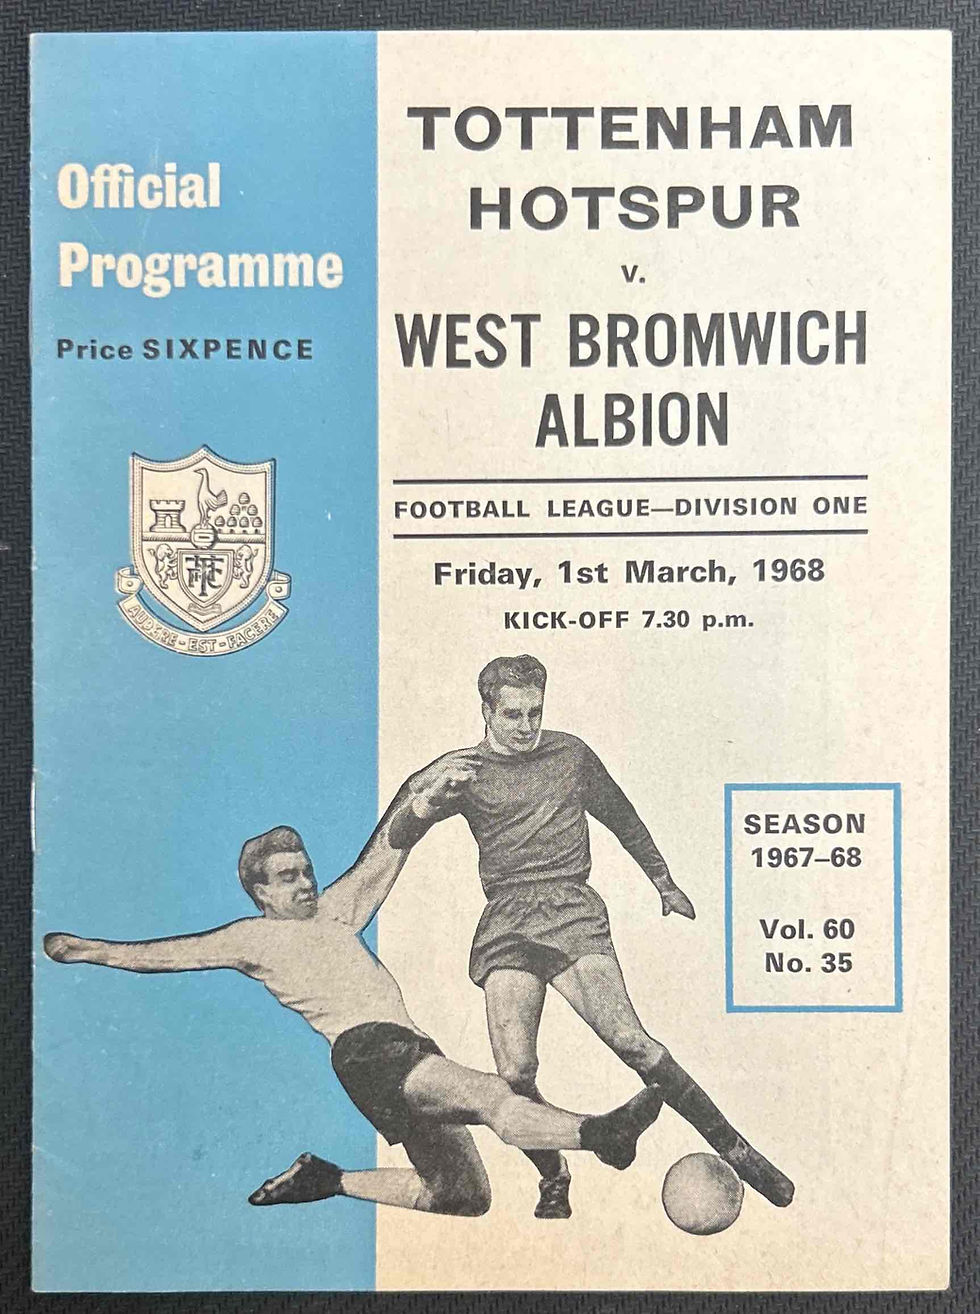 Official
Programme
Price SIXPENCE
AUDERE-EST-FACERE
TOTTENHAM
HOTSPUR
v.
WEST BROMWICH
ALBION
FOOTBALL LEAGUE—DIVISION ONE
Friday, 1st March, 1968
KICK-OFF 7.30 p.m.
SEASON
1967–68
Vol. 60
No. 35